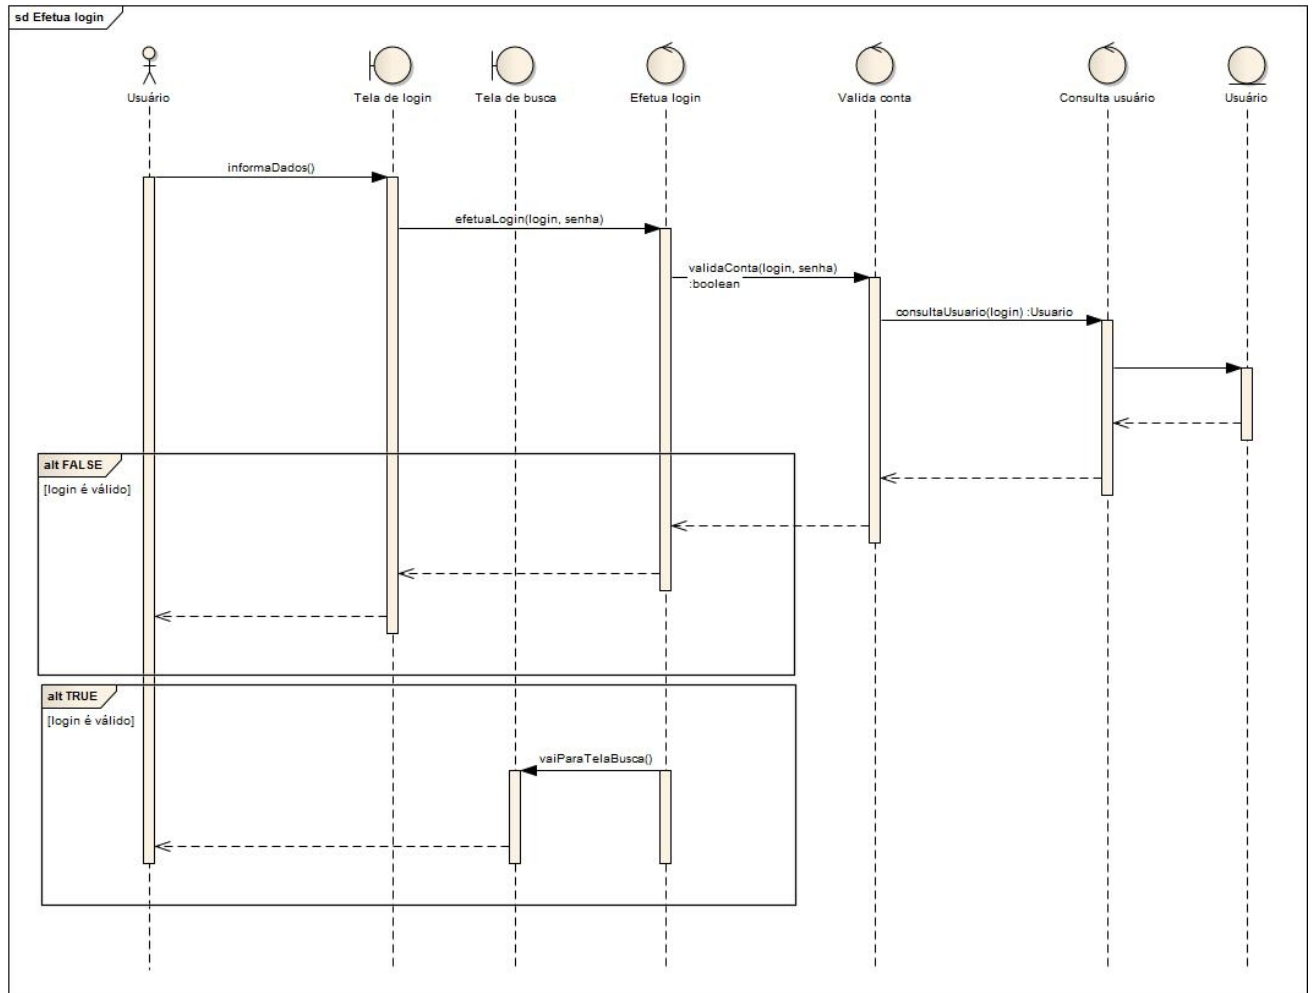 sd Efetua login
Usuário
Tela de login
Tela de busca
Efetua login
Valida conta
Consulta usuário
Usuário
informaDados()
efetuaLogin(login, senha)
validaConta(login, senha)
:boolean
consultaUsuario(login) :Usuario
alt FALSE
[login é válido]
alt TRUE
[login é válido]
vaiParaTelaBusca()